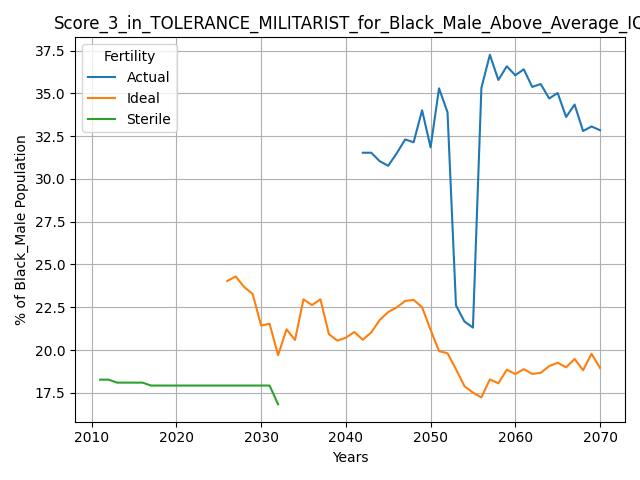 Score_3_in_TOLERANCE_MILITARIST_for_Black_Male_Above_Average_IQ
Fertility
Actual
Ideal
Sterile
% of Black_Male Population
37.5
35.0
32.5
30.0
27.5
25.0
22.5
20.0
17.5
2010 2020 2030 2040 2050 2060 2070
Years